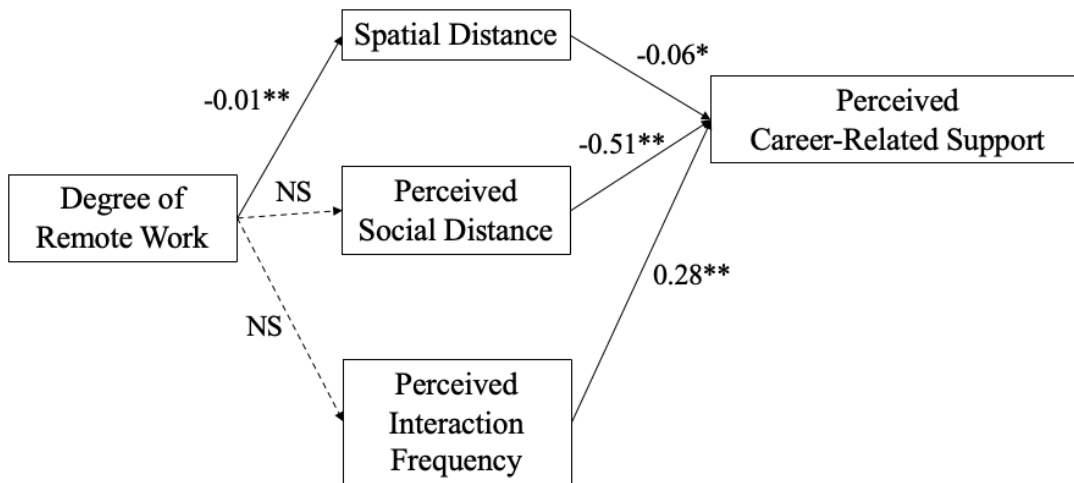 Spatial Distance
-0.06*
Perceived
Career-Related Support
-0.01**
-0.51**
Degree of
Remote Work
NS
Perceived
Social Distance
0.28**
NS
Perceived
Interaction
Frequency